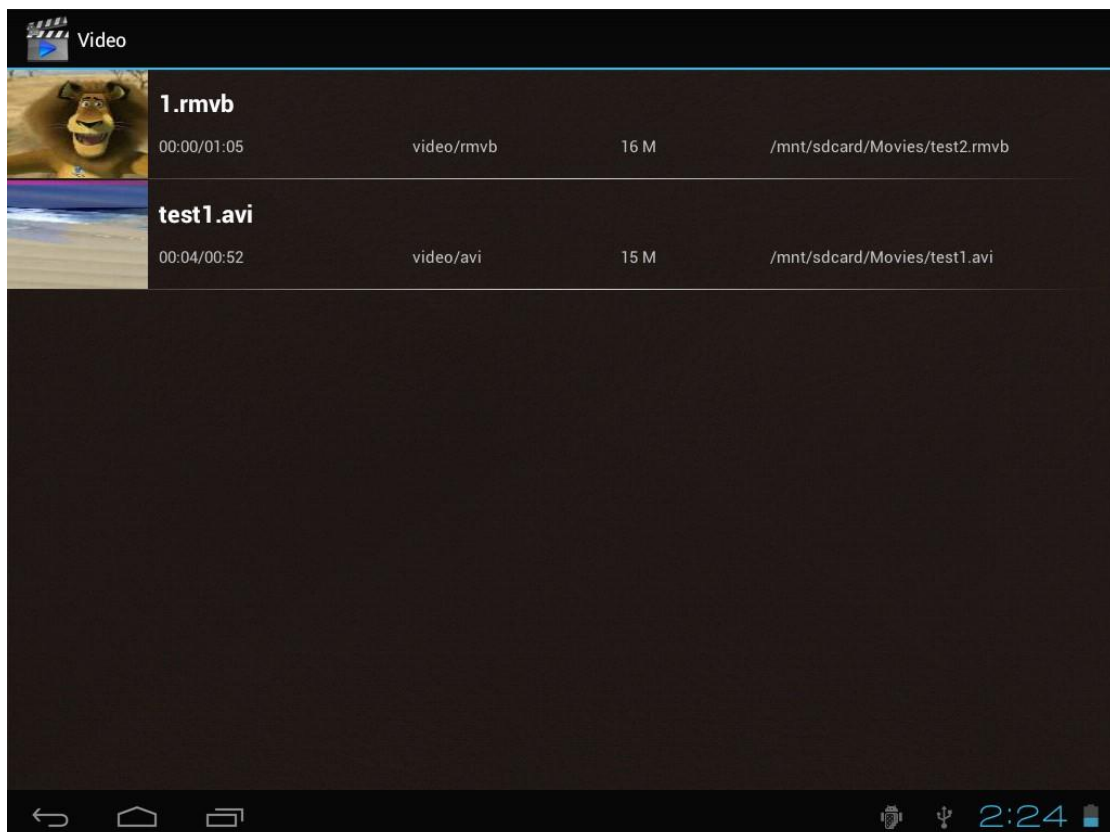 Video
1.rmvb
00:00/01:05 video/rmvb 16 M /mnt/sdcard/Movies/test2.rmvb
test1.avi
00:04/00:52 video/avi 15 M /mnt/sdcard/Movies/test1.avi
2:24